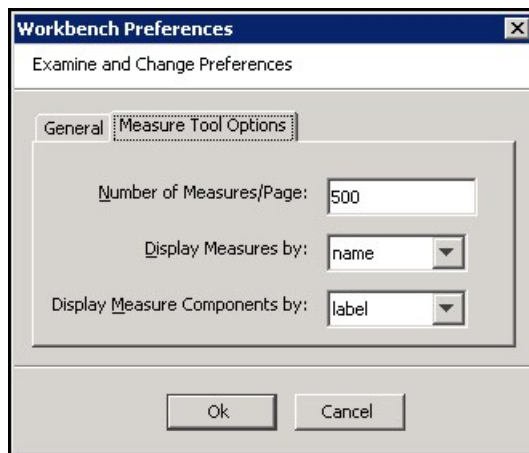 Workbench Preferences
Examine and Change Preferences
General Measure Tool Options
Number of Measures/Page: 500
Display Measures by: name
Display Measure Components by: label
Ok Cancel